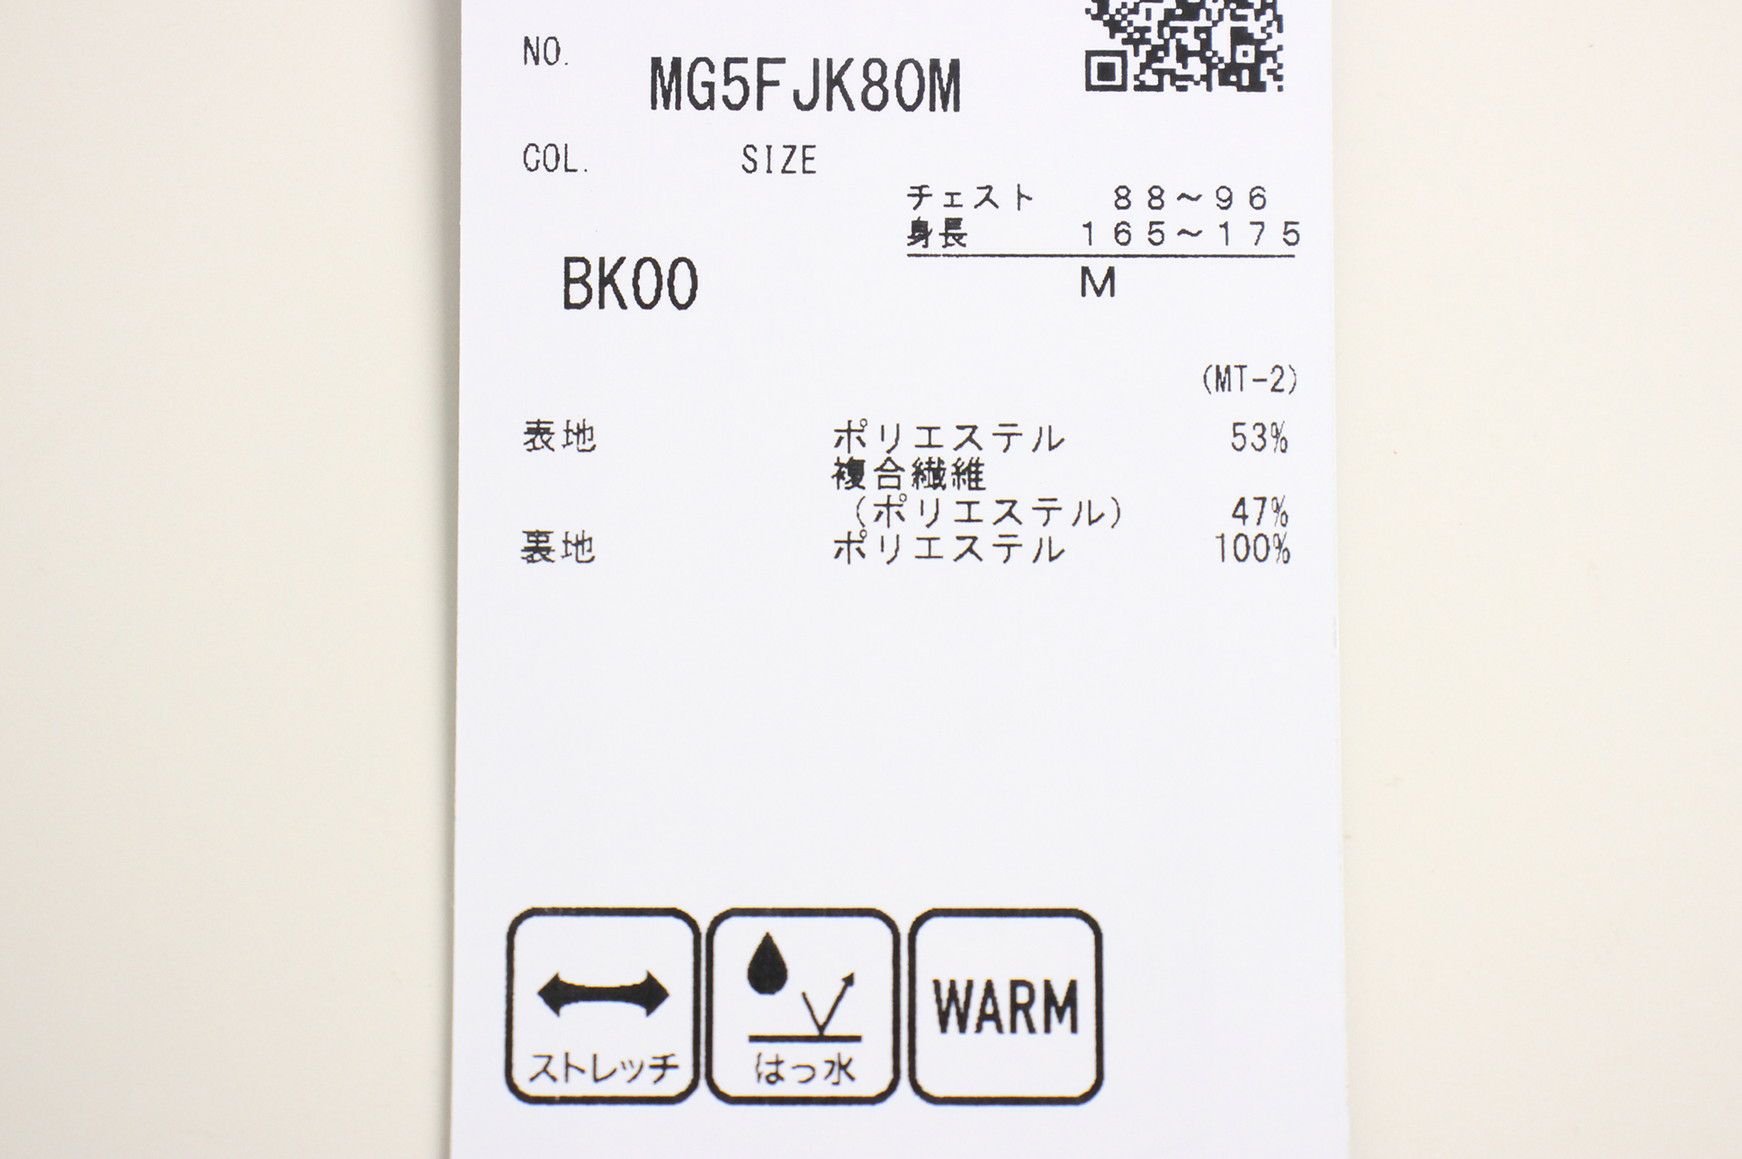 NO.
MG5FJK80M
COL. SIZE
チェスト 88～96
身長 165～175
BK00 M
(MT-2)
表地 ポリエステル 53%
複合繊維
(ポリエステル) 47%
裏地 ポリエステル 100%
ストレッチ
はっ水
WARM